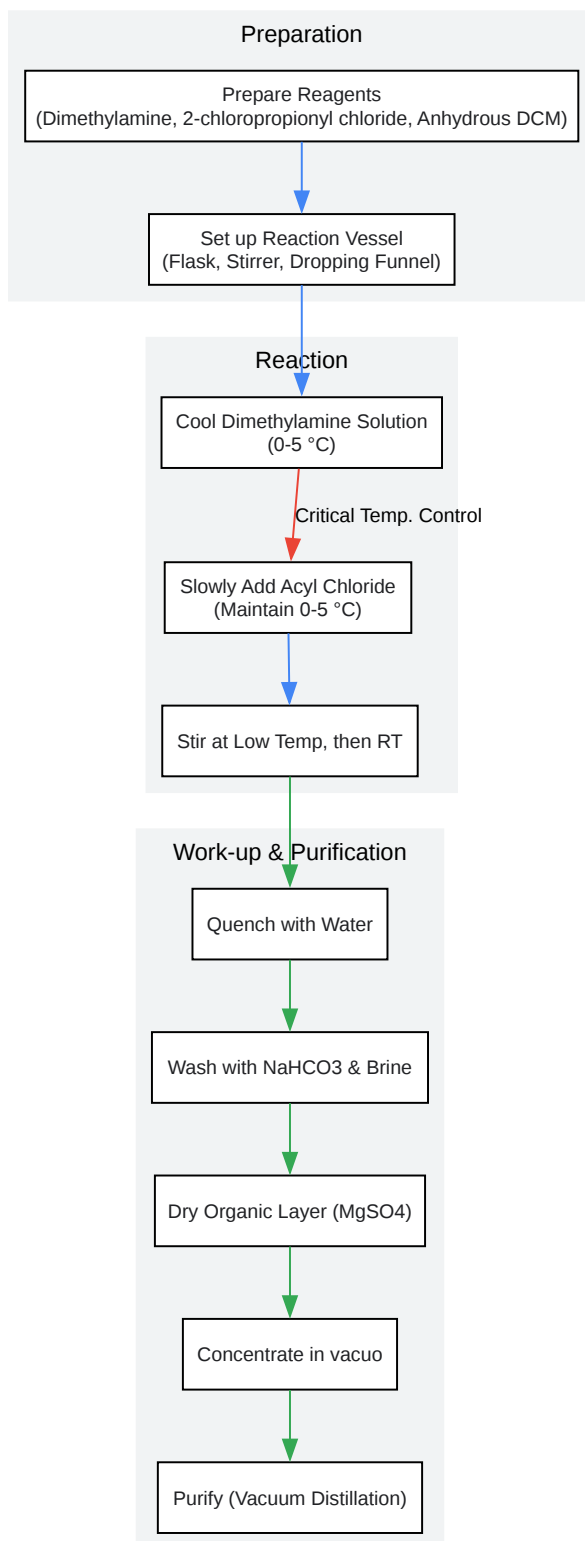 Preparation
Prepare Reagents
(Dimethylamine, 2-chloropropionyl chloride, Anhydrous DCM)
Set up Reaction Vessel
(Flask, Stirrer, Dropping Funnel)
Reaction
Cool Dimethylamine Solution
(0-5 °C)
Critical Temp. Control
Slowly Add Acyl Chloride
(Maintain 0-5 °C)
Stir at Low Temp, then RT
Work-up & Purification
Quench with Water
Wash with NaHCO3 & Brine
Dry Organic Layer (MgSO4)
Concentrate in vacuo
Purify (Vacuum Distillation)